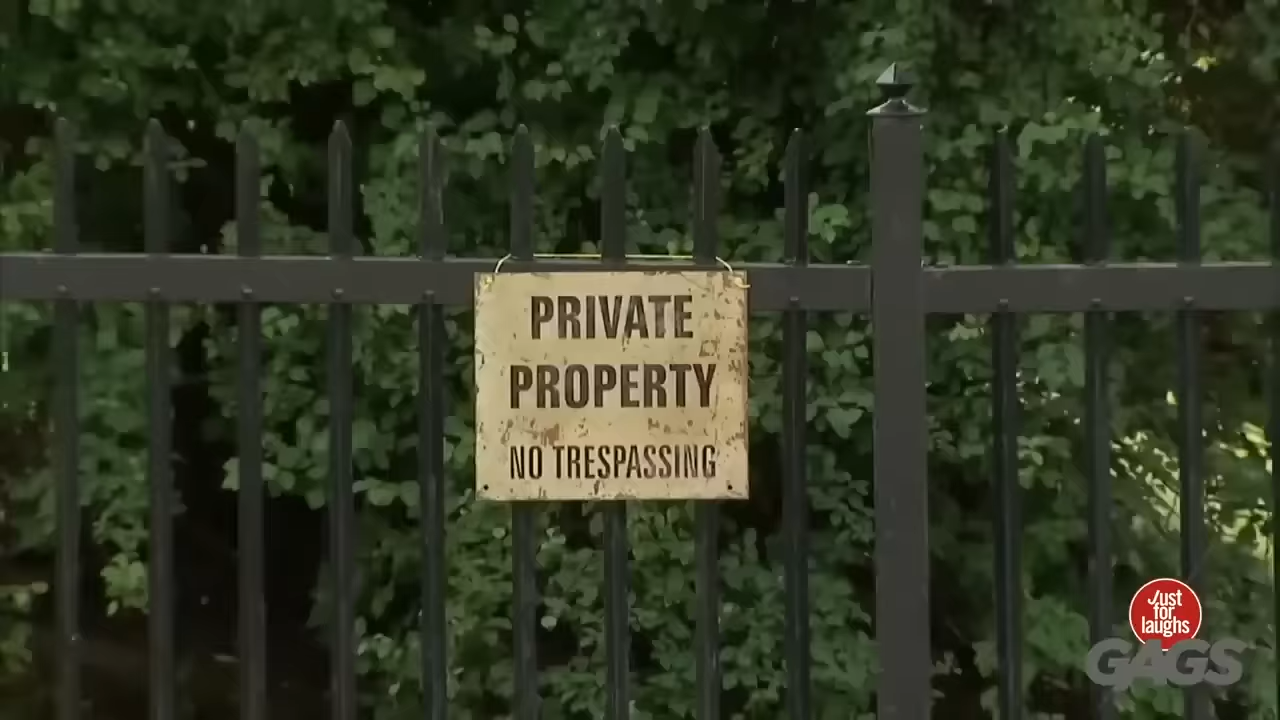 PRIVATE
PROPERTY
NO TRESPASSING
Just
for
laughs
GAGS